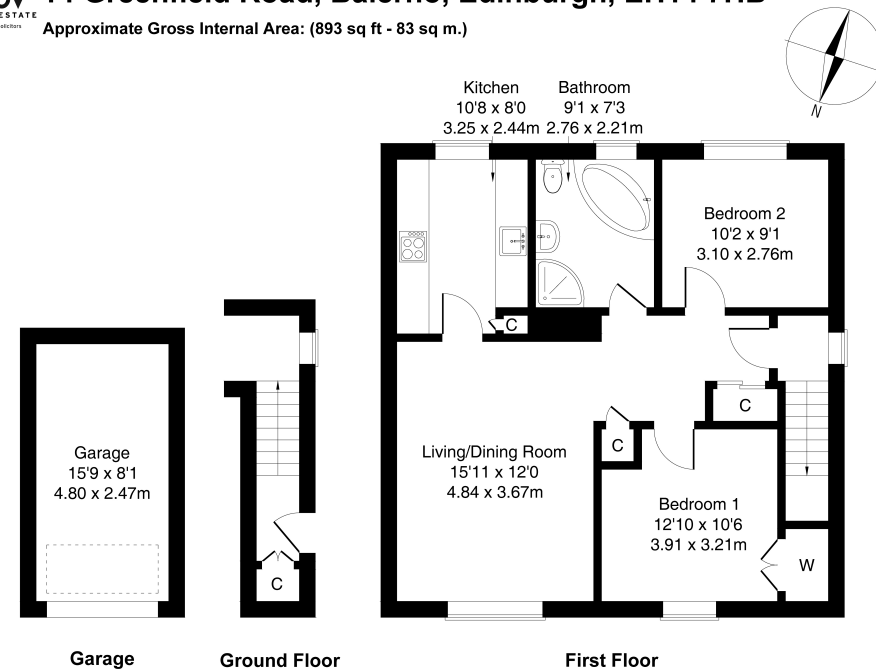 ESTATE
olicitors
Approximate Gross Internal Area: (893 sq ft - 83 sq m.)
N
Kitchen
10'8 x 8'0
3.25 x 2.44m
Bathroom
9'1 x 7'3
2.76 x 2.21m
Bedroom 2
10'2 x 9'1
3.10 x 2.76m
C
C
C
Living/Dining Room
15'11 x 12'0
4.84 x 3.67m
Bedroom 1
12'10 x 10'6
3.91 x 3.21m
W
Garage
15'9 x 8'1
4.80 x 2.47m
C
Garage
Ground Floor
First Floor